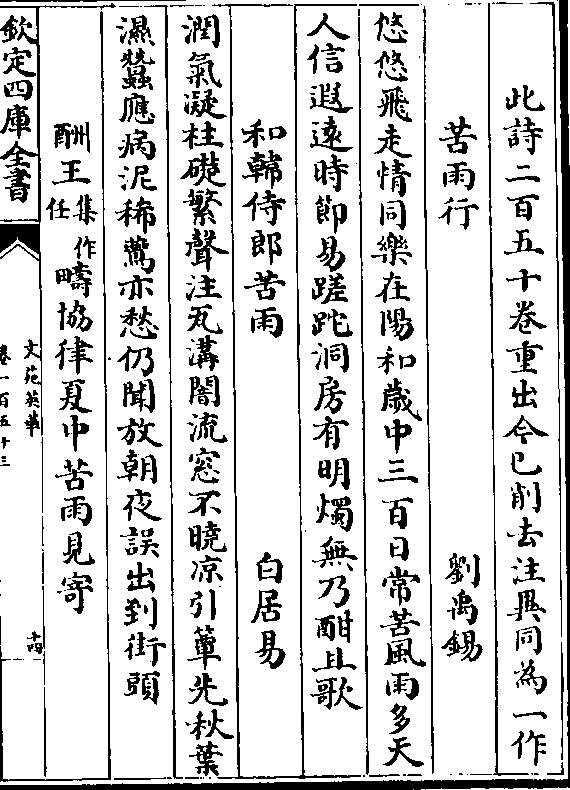 此詩二百五十卷重出今已削去注異同為一作
苦雨行　劉禹錫
悠悠飛走情同樂在陽和歲中三百日常苦風雨多天
人信遐遠時節易蹉跎洞房有明燭無乃酣且歌
和韓侍郎苦雨　白居易
潤氣凝柱礎繁聲注瓦溝闇流窓不曉凉引簟先秋葉
濕蠶應病泥稀鷰亦愁仍聞放朝夜誤出到街頭
酬王集作任疇協律夏中苦雨見寄
欽定四庫全書
文苑英華
卷一百五十三
十四